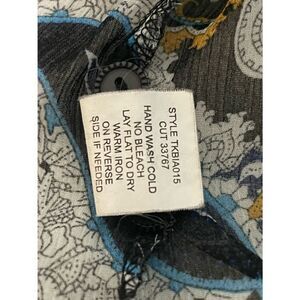 STYLE TKBIA015
CUT 33767
HAND WASH COLD
NO BLEACH
LAY FLAT TO DRY
WARM IRON
ON REVERSE
SIDE IF NEEDED